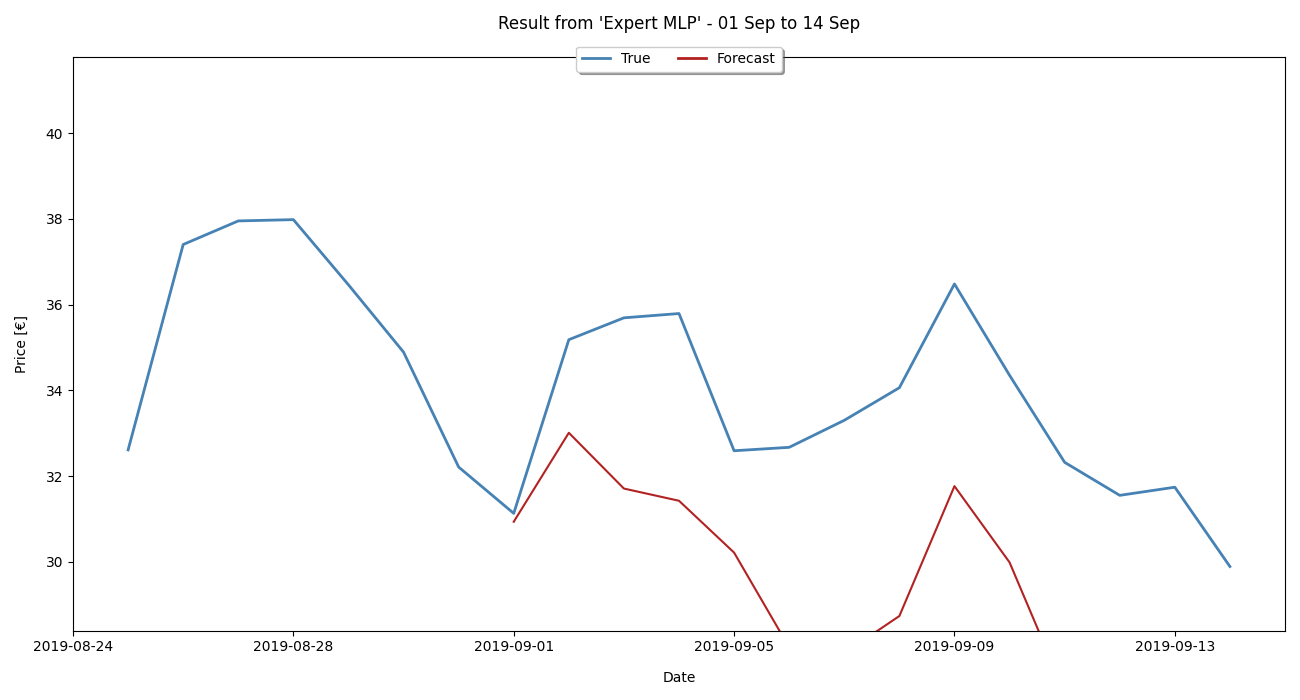 Result from 'Expert MLP' - 01 Sep to 14 Sep
True Forecast
Price [€]
40
38
36
34
32
30
2019-08-24 2019-08-28 2019-09-01 2019-09-05 2019-09-09 2019-09-13
Date